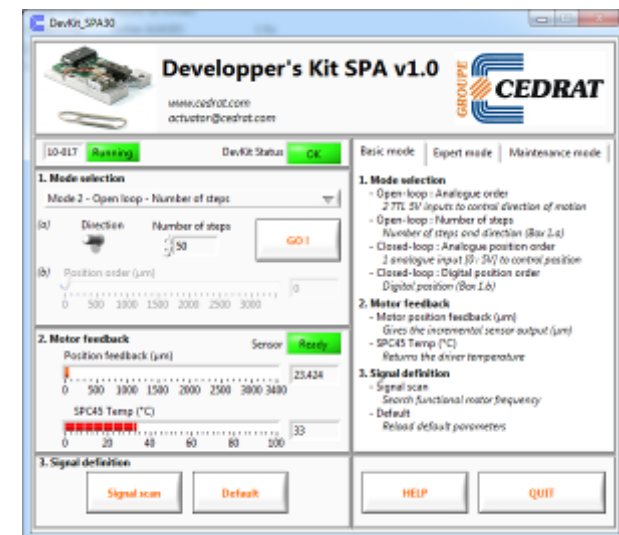 DevKit_SPA30
Developper's Kit SPA v1.0
www.cedrat.com
actuator@cedrat.com
GROUPE
CEDRAT
10-017 Running DevKit Status OK
1. Mode selection
Mode 2 - Open loop - Number of steps
(a) Direction Number of steps
50
GO !
(b) Position order (µm)
0
0 500 1000 1500 2000 2500 3000
2. Motor feedback Sensor Ready
Position feedback (µm)
23.424
0 500 1000 1500 2000 2500 3000 3400
SPC45 Temp (°C)
33
0 20 40 60 80 100
3. Signal definition
Signal scan Default
Basic mode Expert mode Maintenance mode
1. Mode selection
- Open-loop : Analogue order
2 TTL 5V inputs to control direction of motion
- Open-loop : Number of steps
Number of steps and direction (Box 1.a)
- Closed-loop : Analogue position order
1 analogue input [0 ; 5V] to control position
- Closed-loop : Digital position order
Digital position (Box 1.b)
2. Motor feedback
- Motor position feedback (µm)
Gives the incremental sensor output (µm)
- SPC45 Temp (°C)
Returns the driver temperature
3. Signal definition
- Signal scan
Search functional motor frequency
- Default
Reload default parameters
HELP QUIT